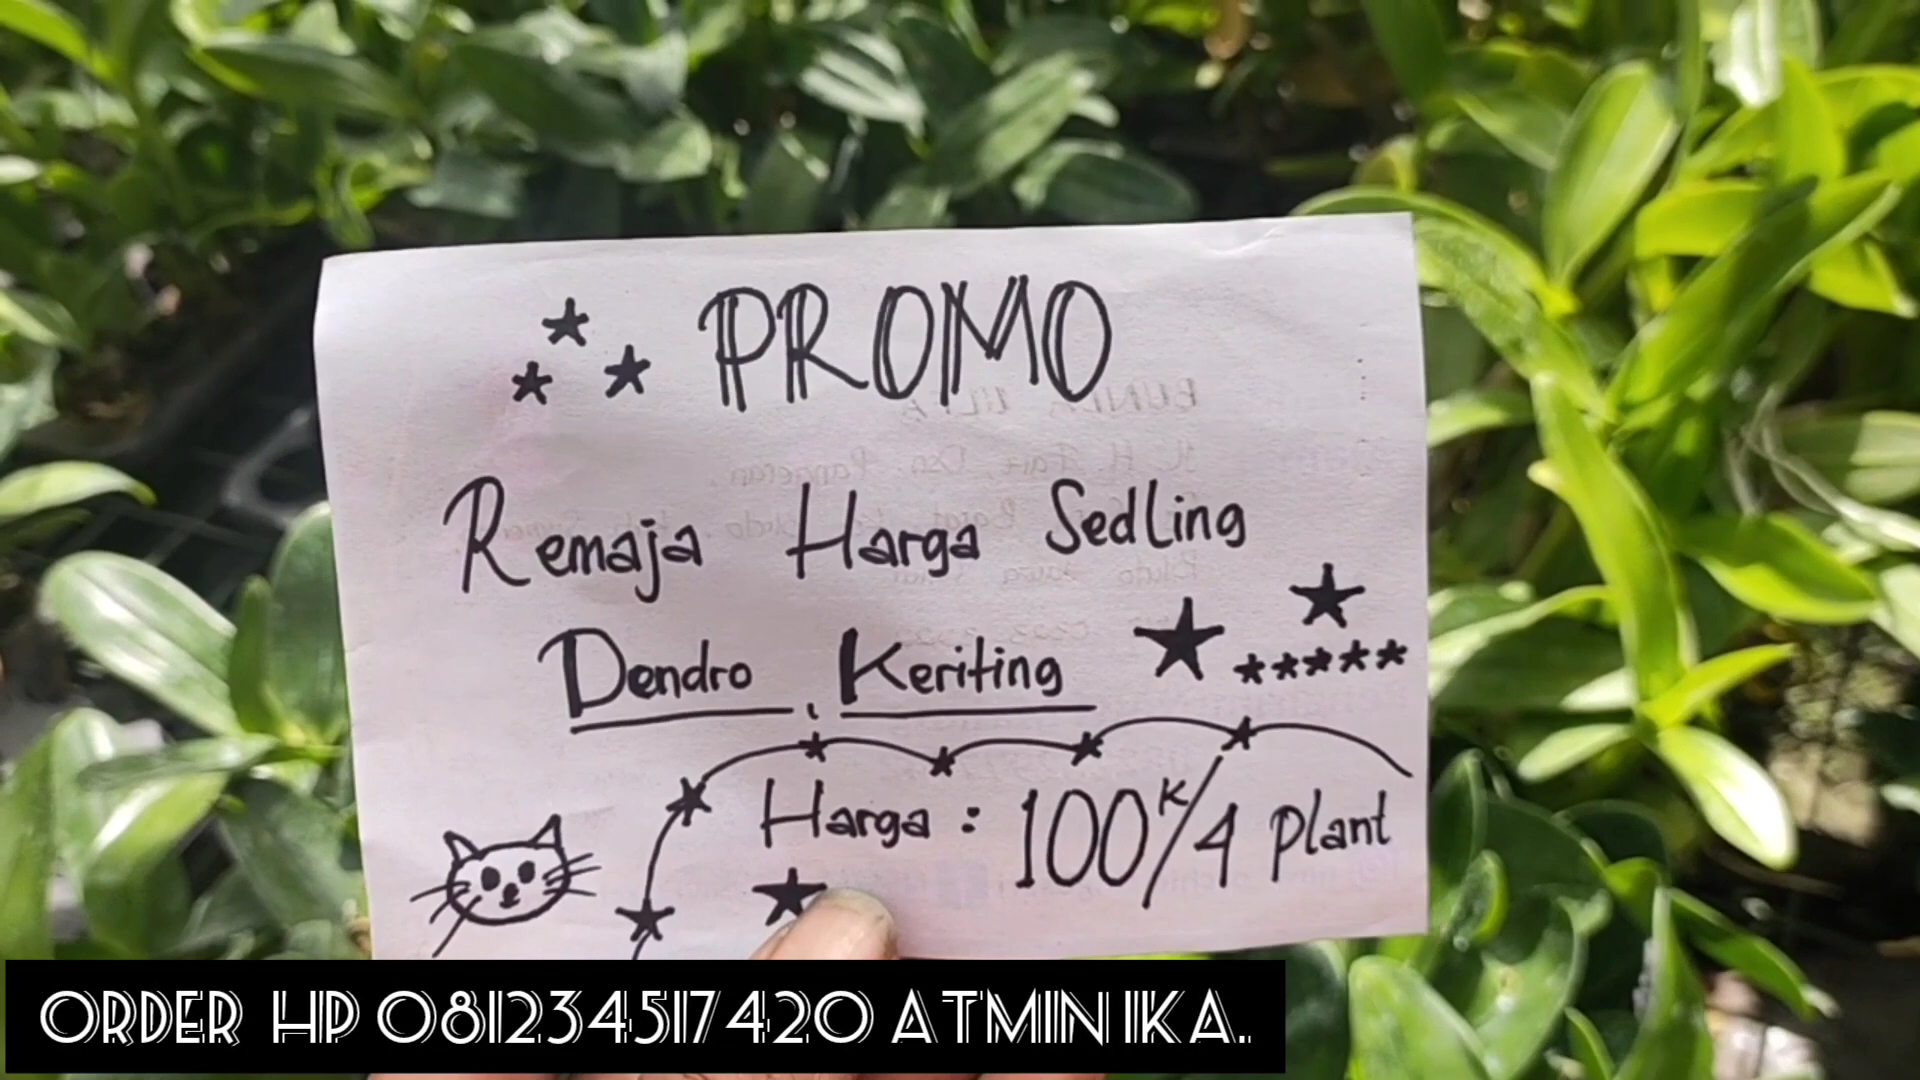 PROMO
Remaja Harga Sedling
Dendro Keriting
Harga : 100K/4 Plant
ORDER HP 081234517420 ATMIN IKA..